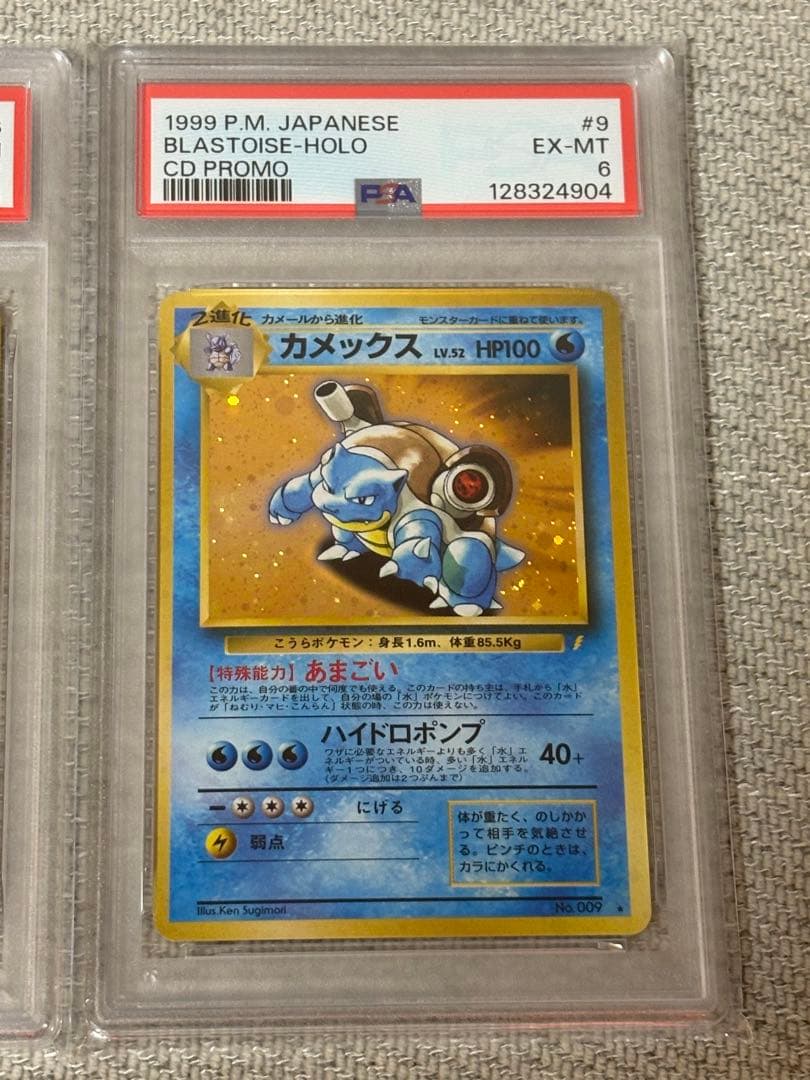 1999 P.M. JAPANESE
BLASTOISE-HOLO
CD PROMO
#9
EX-MT
6
128324904
PSA
2進化
カメールから進化
モンスターカードに重ねて使います。
カメックス LV.52 HP100
こうらポケモン：身長1.6m、体重85.5Kg
【特殊能力】あまごい
この力は、自分の番の中で何度でも使える。このカードの持ち主は、手札から「水」
エネルギーカードを出して、自分の場の「水」ポケモンにつけてよい。このカード
が「ねむり・マヒ・こんらん」状態の時、この力は使えない。
ハイドロポンプ
ワザに必要なエネルギーよりも多く「水」エ
ネルギーがついている時、多い「水」エネル
ギー1つにつき、10ダメージを追加する。
（ダメージ追加は2つぶんまで）
40+
にげる
弱点
体が重たく、のしかか
って相手を気絶させ
る。ピンチのときは、
カラにかくれる。
Illus.Ken Sugimori
No.009